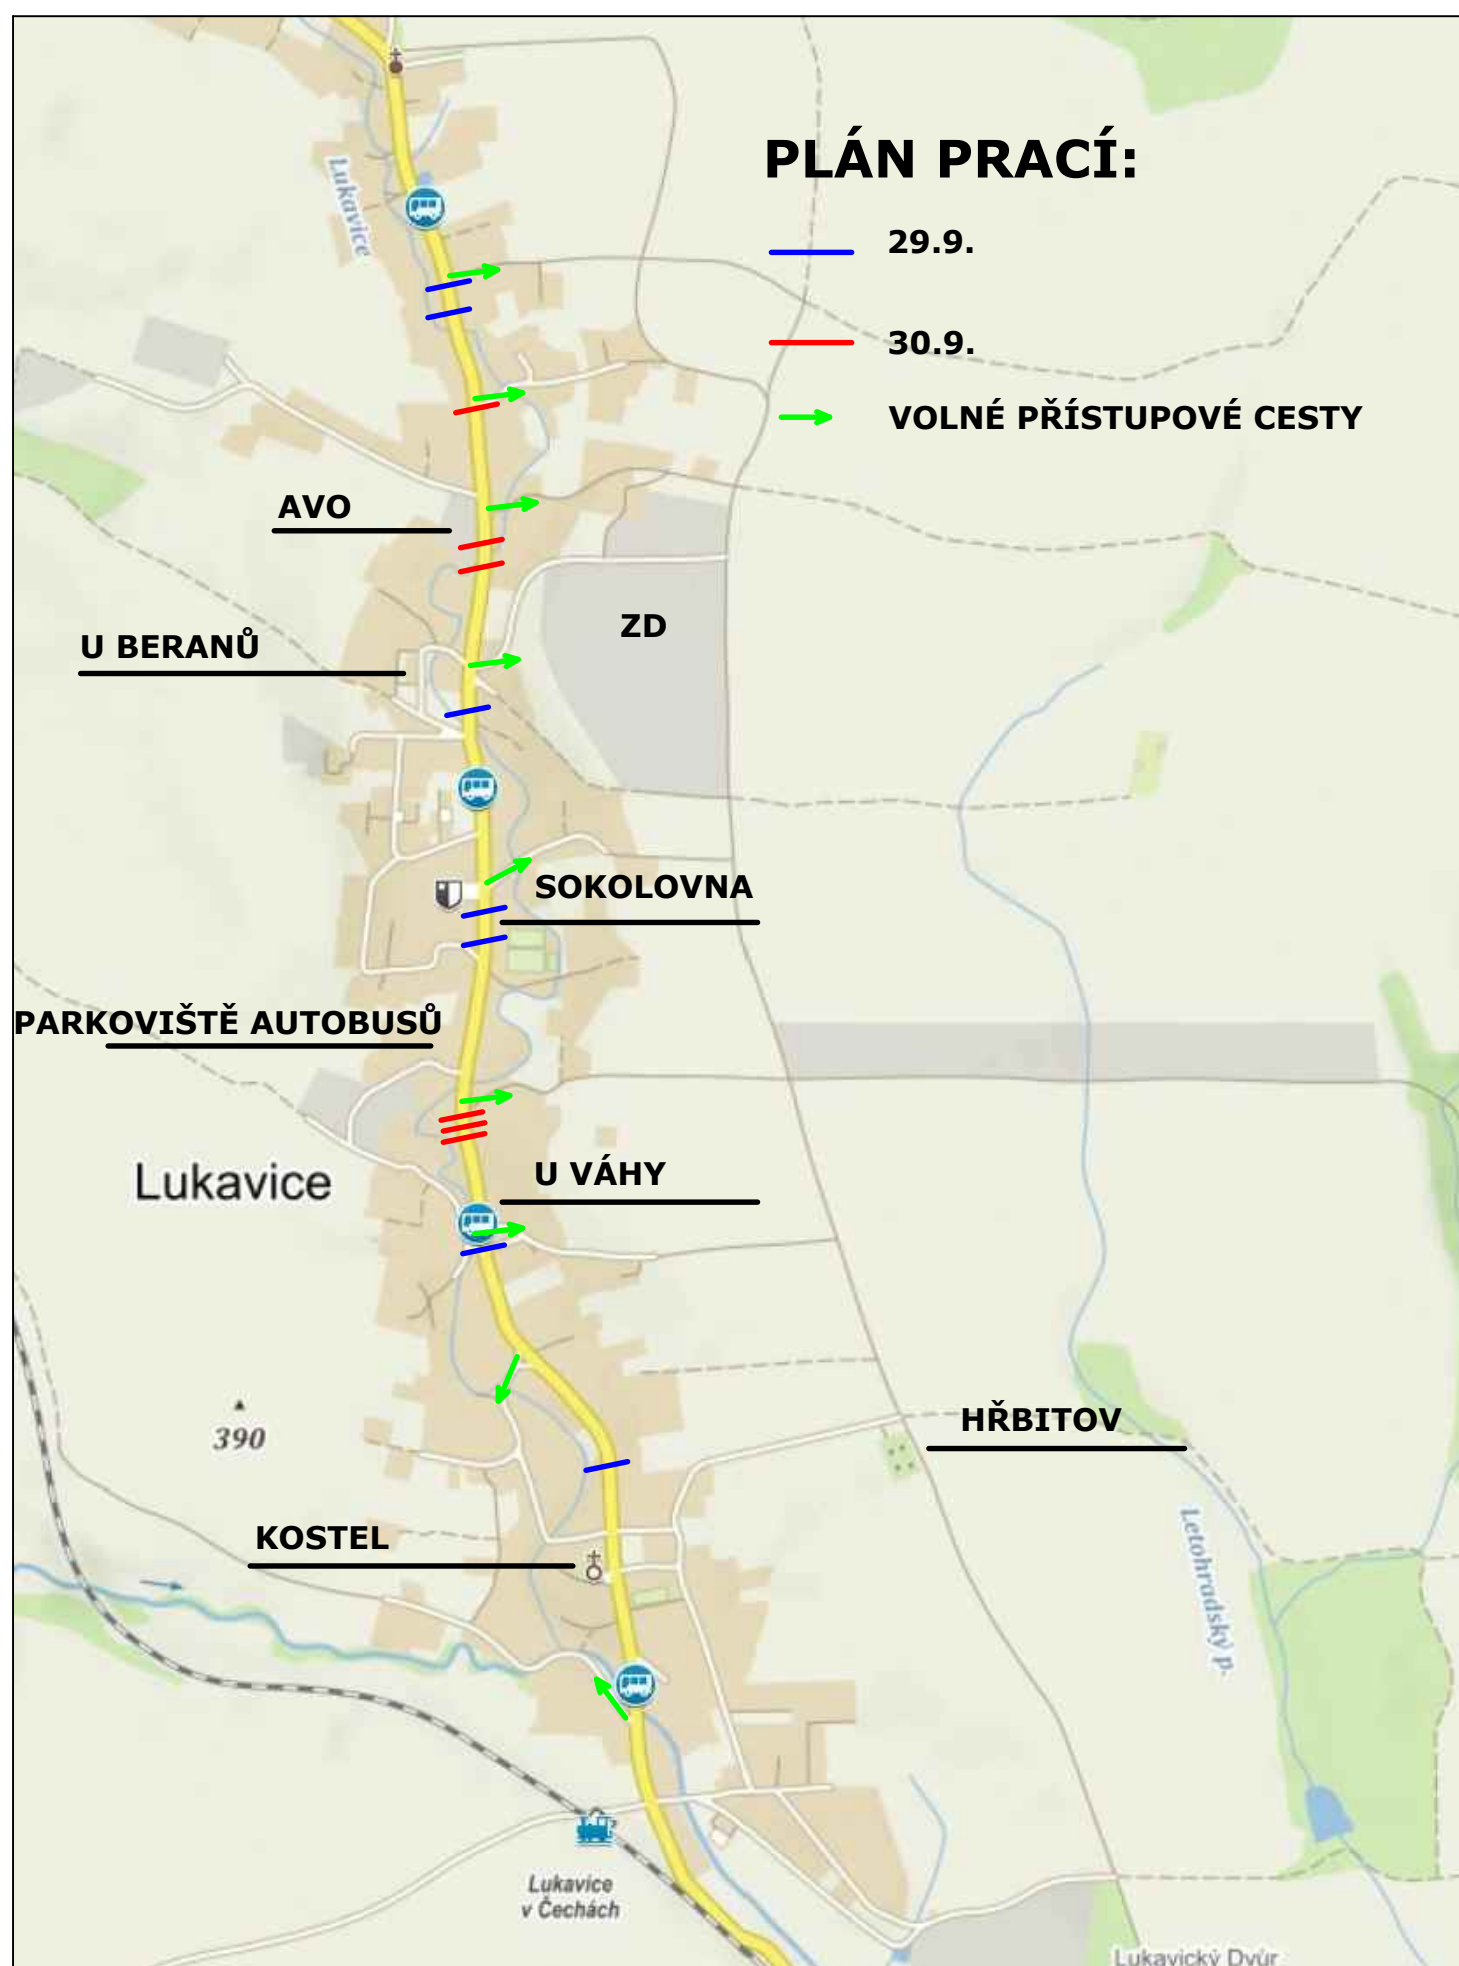 PLÁN PRACÍ:
Lukavice
29.9.
30.9.
VOLNÉ PŘÍSTUPOVÉ CESTY
AVO
ZD
U BERANŮ
SOKOLOVNA
PARKOVIŠTĚ AUTOBUSŮ
Lukavice
U VÁHY
390
HŘBITOV
KOSTEL
Letohradský p.
Lukavice
v Čechách
Lukavický Dvůr